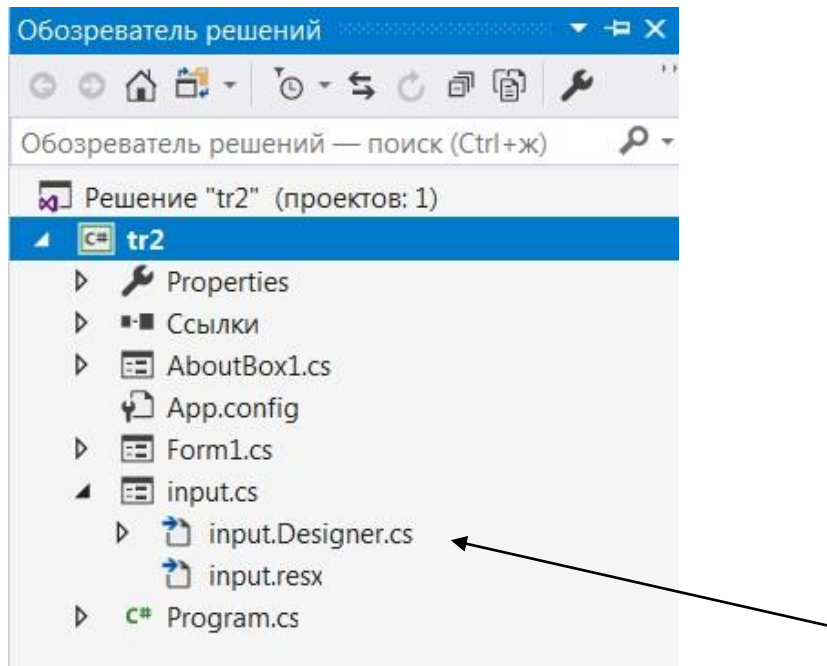 Обозреватель решений
Обозреватель решений — поиск (Ctrl+ж)
Решение "tr2" (проектов: 1)
C# tr2
Properties
Ссылки
AboutBox1.cs
App.config
Form1.cs
input.cs
input.Designer.cs
input.resx
C# Program.cs